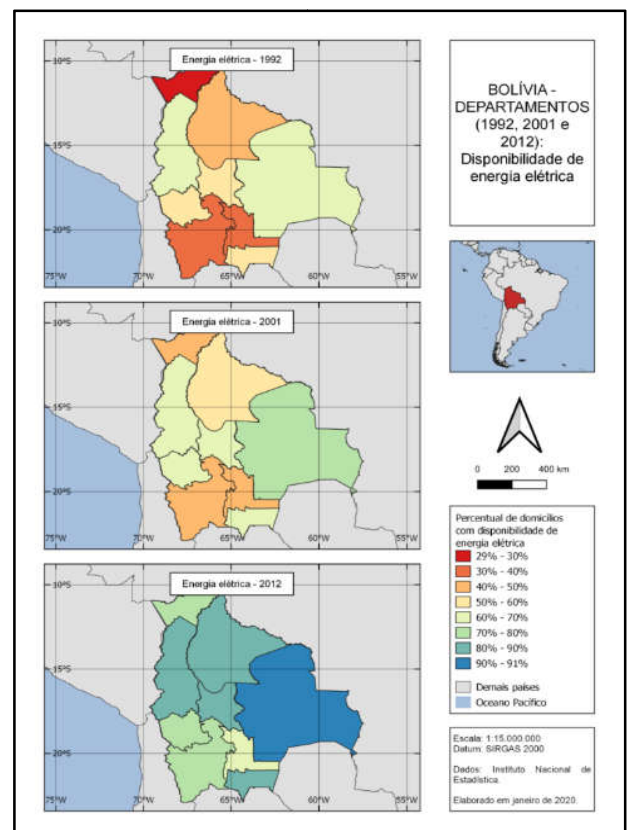 Energia elétrica - 1992
10°S
15°S
20°S
75°W
70°W
65°W
60°W
Energia elétrica - 2001
10°S
15°S
20°S
75°W
70°W
65°W
60°W
Energia elétrica - 2012
10°S
15°S
20°S
75°W
70°W
65°W
60°W
BOLÍVIA -
DEPARTAMENTOS
(1992, 2001 e
2012):
Disponibilidade de
energia elétrica
0 200 400 km
Percentual de domicílios
com disponibilidade de
energia elétrica
29% - 30%
30% - 40%
40% - 50%
50% - 60%
60% - 70%
70% - 80%
80% - 90%
90% - 91%
Demais países
Oceano Pacífico
Escala: 1:15.000.000
Datum: SIRGAS 2000
Dados: Instituto Nacional de
Estadística.
Elaborado em janeiro de 2020.